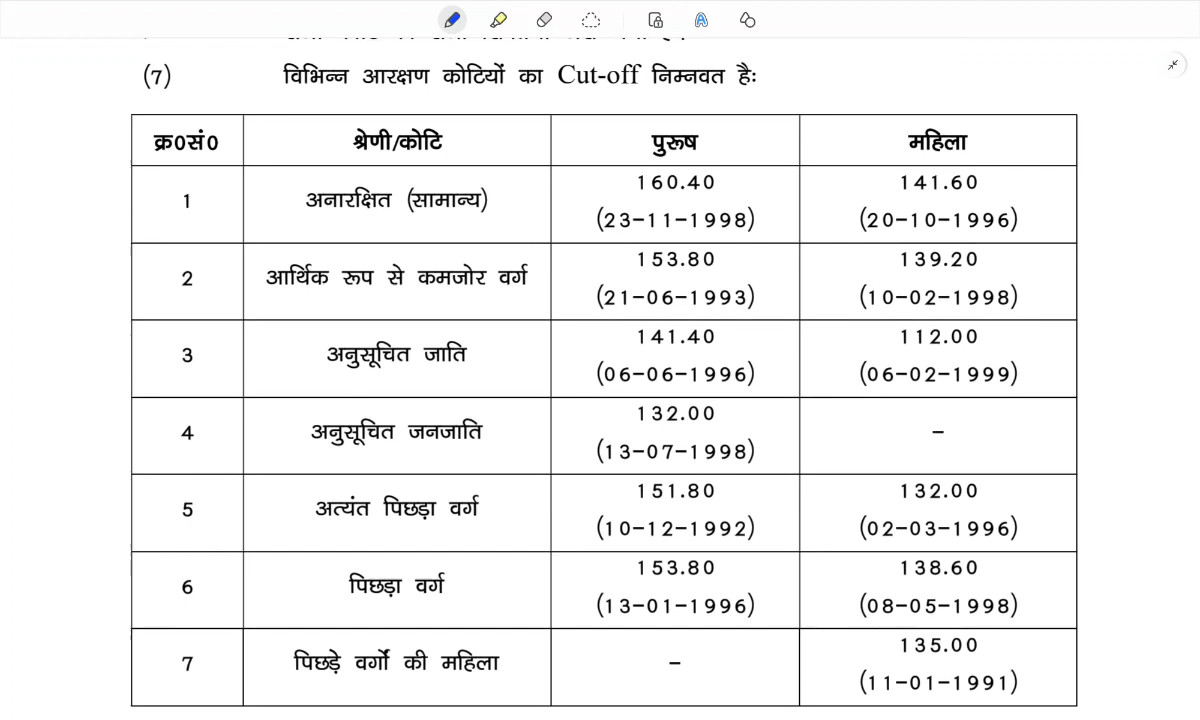 (7) विभिन्न आरक्षण कोटियों का Cut-off निम्नवत हैः
क्र0सं0 श्रेणी/कोटि पुरूष महिला
1 अनारक्षित (सामान्य) 160.40 (23-11-1998) 141.60 (20-10-1996)
2 आर्थिक रूप से कमजोर वर्ग 153.80 (21-06-1993) 139.20 (10-02-1998)
3 अनुसूचित जाति 141.40 (06-06-1996) 112.00 (06-02-1999)
4 अनुसूचित जनजाति 132.00 (13-07-1998) -
5 अत्यंत पिछड़ा वर्ग 151.80 (10-12-1992) 132.00 (02-03-1996)
6 पिछड़ा वर्ग 153.80 (13-01-1996) 138.60 (08-05-1998)
7 पिछड़े वर्गों की महिला - 135.00 (11-01-1991)